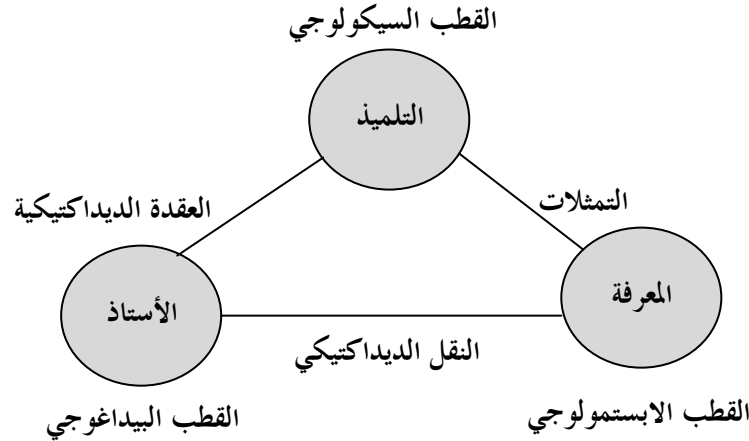 القطب السيكولوجي
التلميذ
التمثلات
العقدة الديداكتيكية
المعرفة
الأستاذ
النقل الديداكتيكي
القطب الابستمولوجي
القطب البيداغوجي